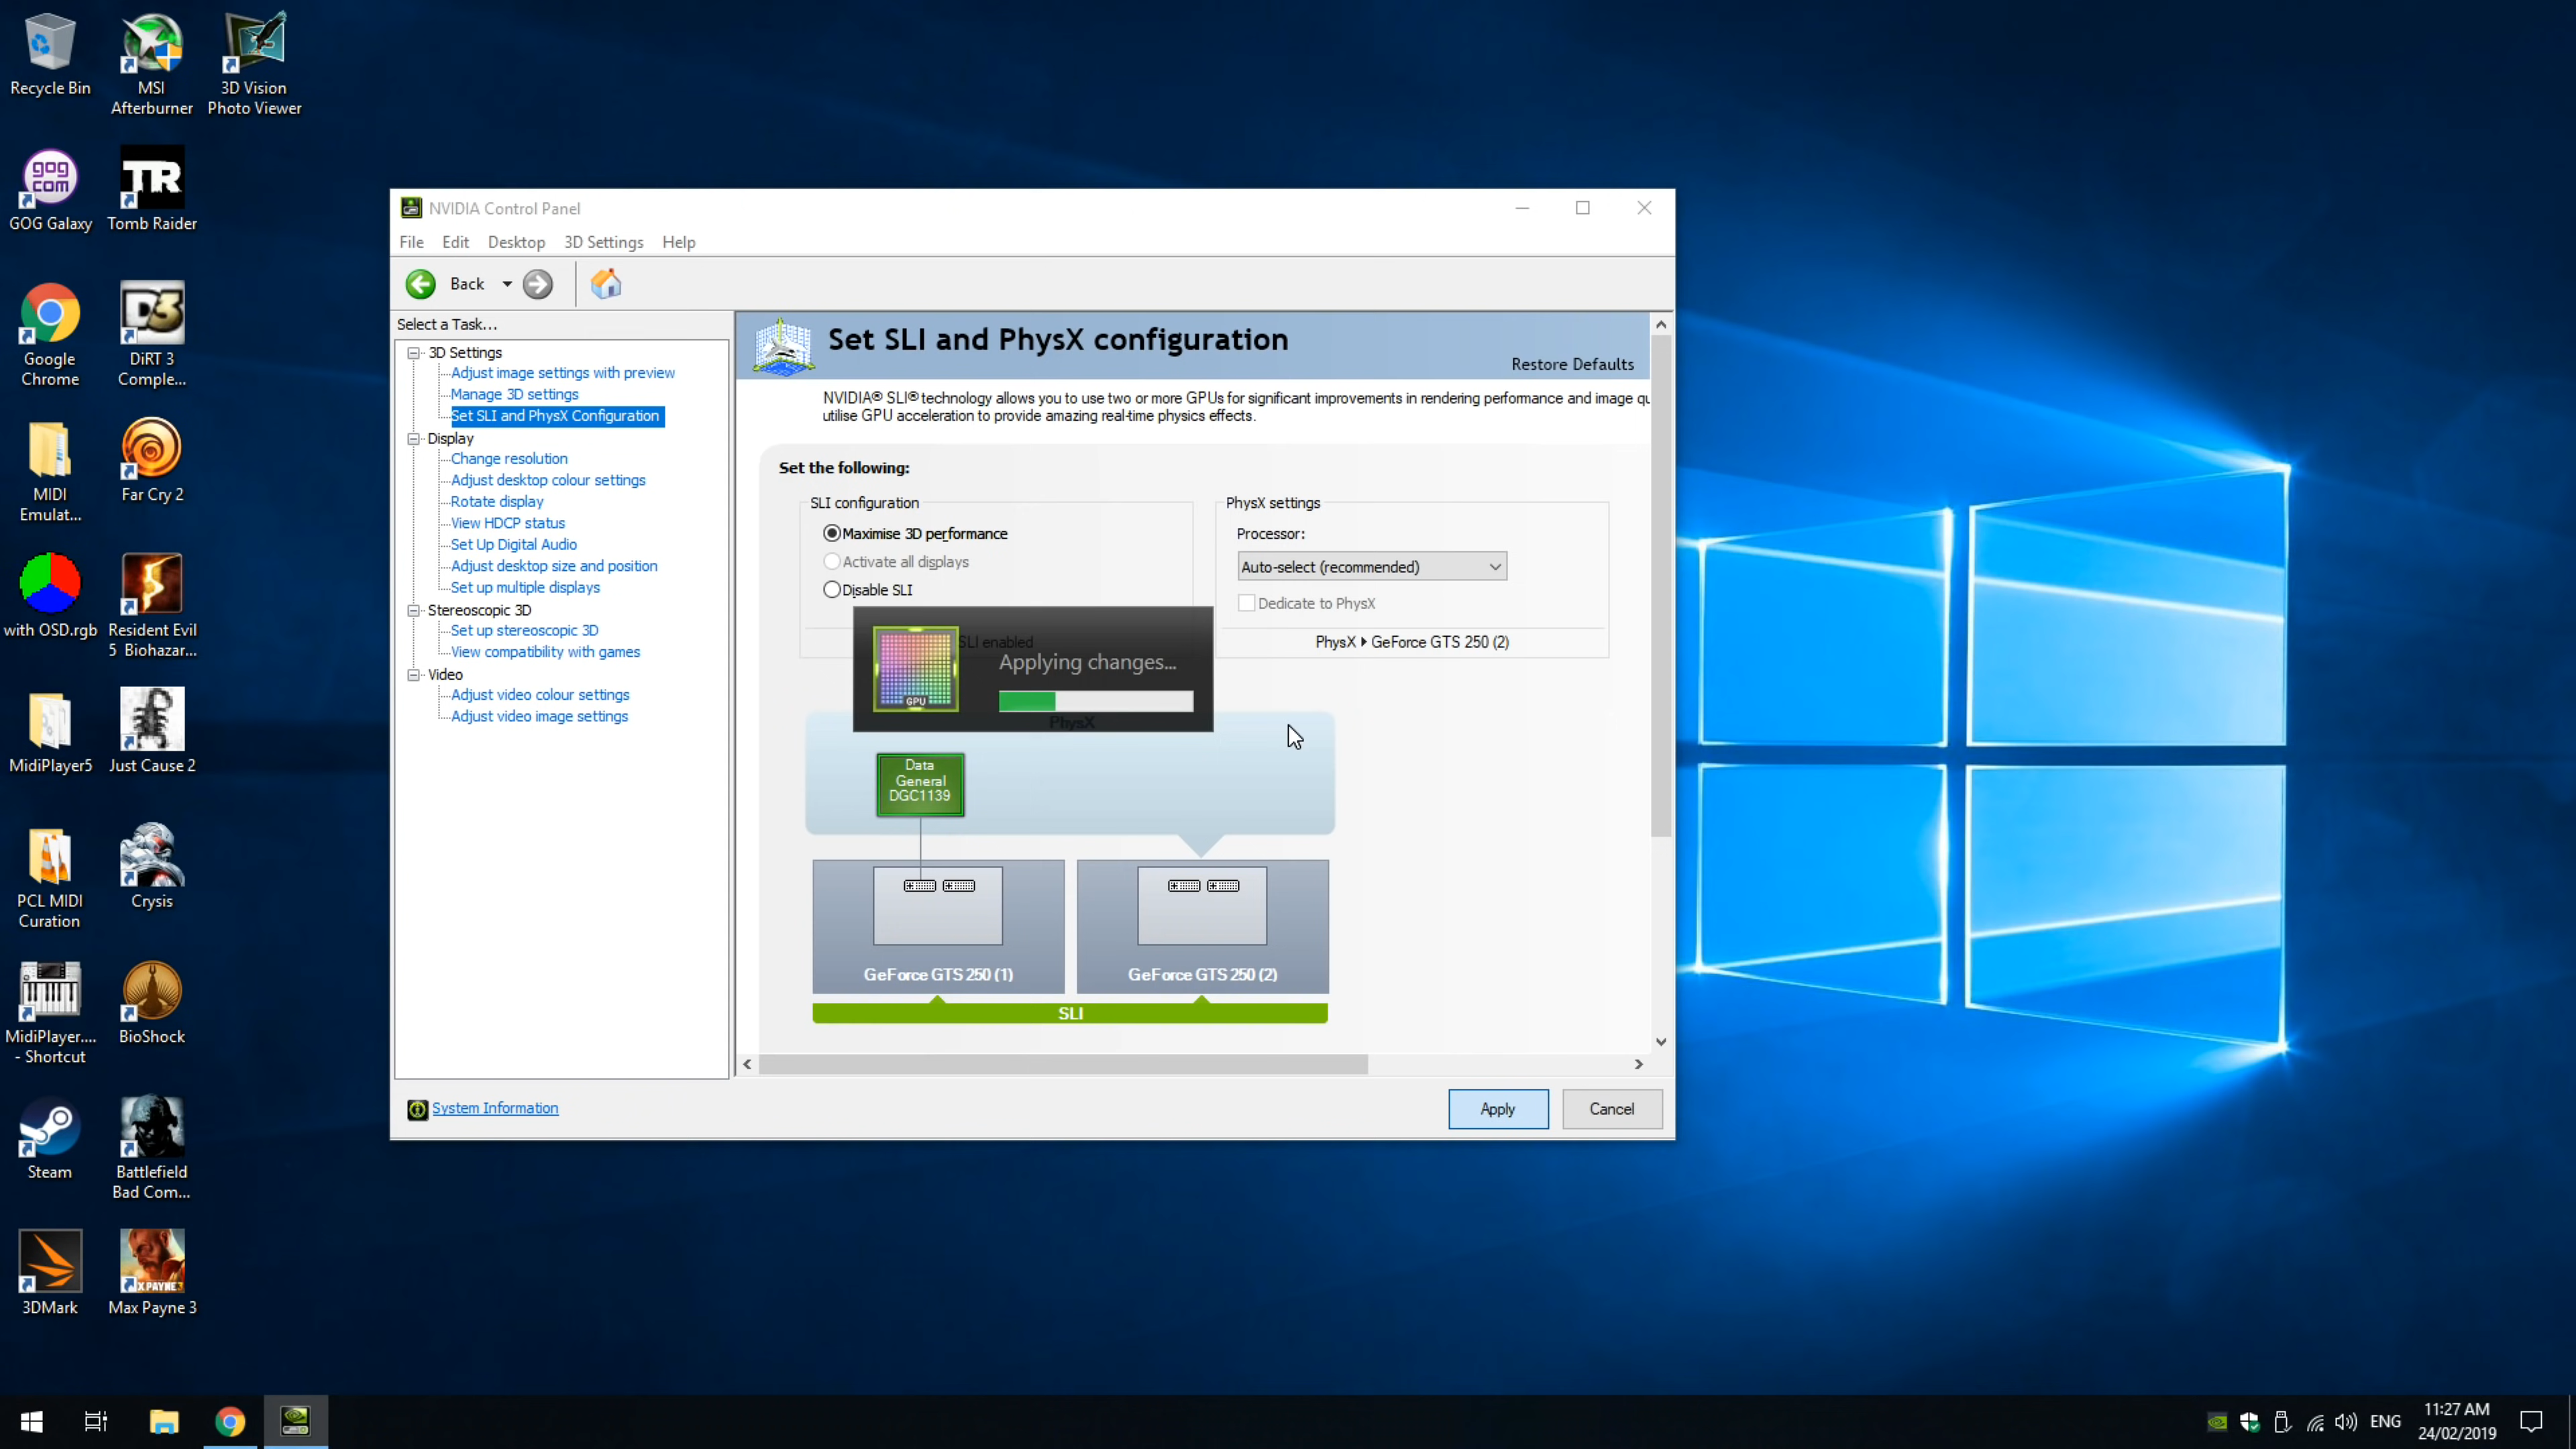 Recycle Bin
MSI
Afterburner
3D Vision
Photo Viewer
gog
com
GOG Galaxy
TR
Tomb Raider
Google
Chrome
D3
DiRT 3
Comple...
MIDI
Emulat...
Far Cry 2
with OSD.rgb
Resident Evil
5 Biohazar...
MidiPlayer5
Just Cause 2
PCL MIDI
Curation
Crysis
MidiPlayer....
- Shortcut
BioShock
Steam
Battlefield
Bad Com...
3DMark
X PAYNE 3
Max Payne 3
NVIDIA Control Panel
File Edit Desktop 3D Settings Help
Back
Select a Task...
3D Settings
Adjust image settings with preview
Manage 3D settings
Set SLI and PhysX Configuration
Display
Change resolution
Adjust desktop colour settings
Rotate display
View HDCP status
Set Up Digital Audio
Adjust desktop size and position
Set up multiple displays
Stereoscopic 3D
Set up stereoscopic 3D
View compatibility with games
Video
Adjust video colour settings
Adjust video image settings
System Information
Set SLI and PhysX configuration
Restore Defaults
NVIDIA® SLI® technology allows you to use two or more GPUs for significant improvements in rendering performance and image qu
utilise GPU acceleration to provide amazing real-time physics effects.
Set the following:
SLI configuration
Maximise 3D performance
Activate all displays
Disable SLI
SLI enabled
PhysX settings
Processor:
Auto-select (recommended)
Dedicate to PhysX
PhysX ▸ GeForce GTS 250 (2)
GPU
Applying changes...
PhysX
Data
General
DGC1139
GeForce GTS 250 (1)
GeForce GTS 250 (2)
SLI
Apply
Cancel
ENG
11:27 AM
24/02/2019